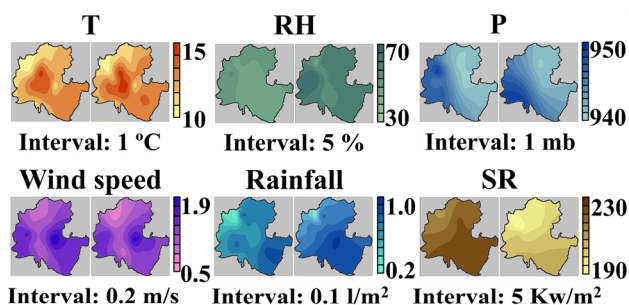 T RH P
15 70 950
10 30 940
Interval: 1 ºC Interval: 5 % 1 mb
Wind speed Rainfall SR
1.9 1.0 230
0.5 0.2 190
Interval: 0.2 m/s Interval: 0.1 l/m² Interval: 5 Kw/m²